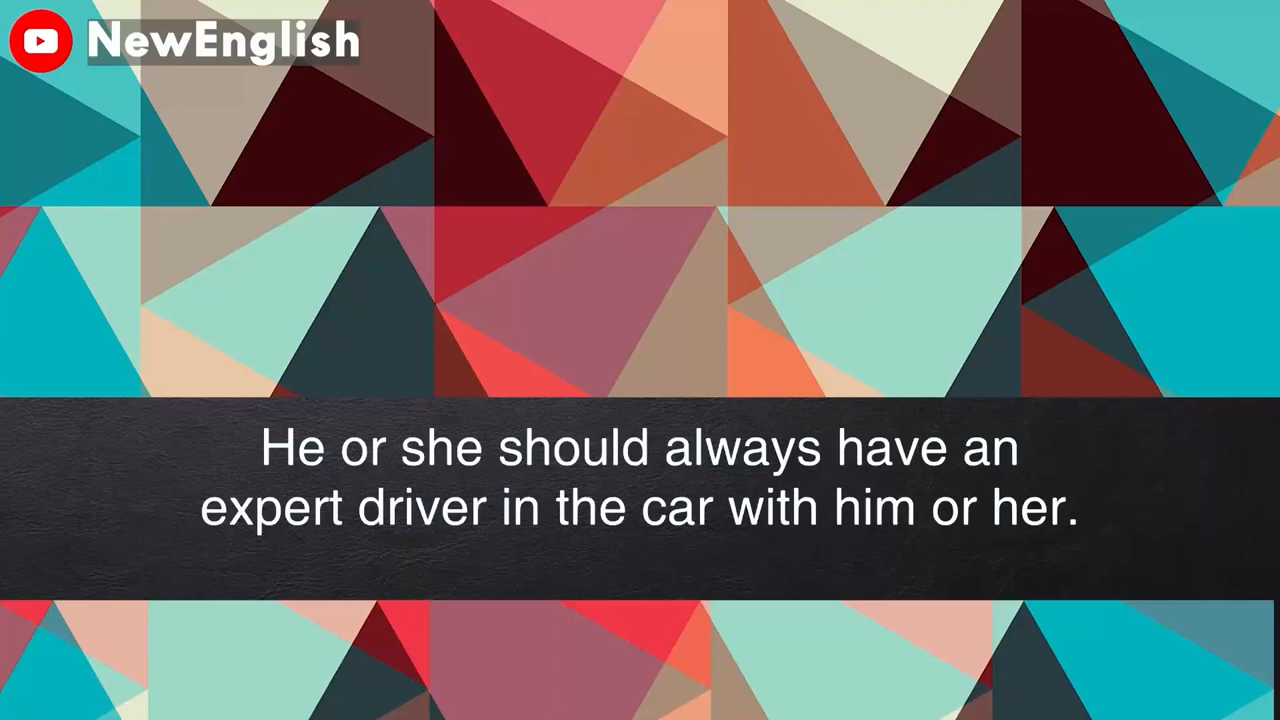 NewEnglish
He or she should always have an
expert driver in the car with him or her.